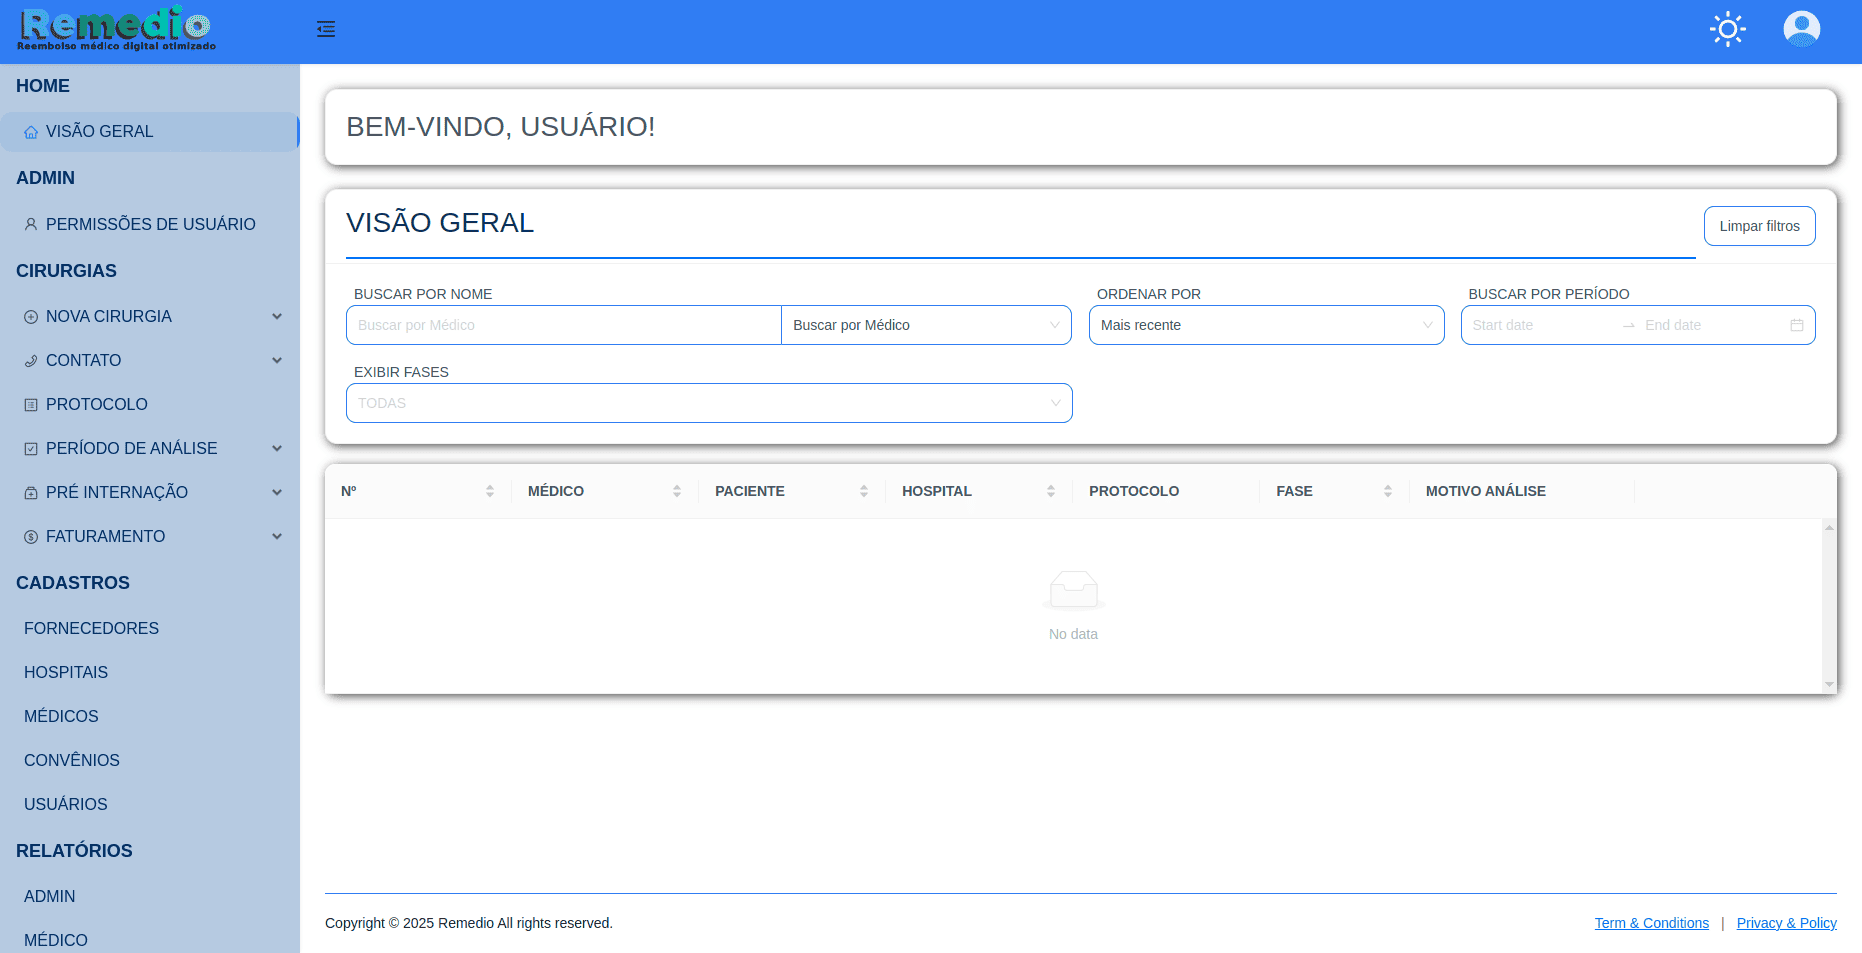 Remedio
Reembolso médico digital otimizado
HOME
VISÃO GERAL
ADMIN
PERMISSÕES DE USUÁRIO
CIRURGIAS
NOVA CIRURGIA
CONTATO
PROTOCOLO
PERÍODO DE ANÁLISE
PRÉ INTERNAÇÃO
FATURAMENTO
CADASTROS
FORNECEDORES
HOSPITAIS
MÉDICOS
CONVÊNIOS
USUÁRIOS
RELATÓRIOS
ADMIN
MÉDICO
BEM-VINDO, USUÁRIO!
VISÃO GERAL
Limpar filtros
BUSCAR POR NOME ORDENAR POR BUSCAR POR PERÍODO
Buscar por Médico Buscar por Médico Mais recente Start date End date
EXIBIR FASES
TODAS
Nº MÉDICO PACIENTE HOSPITAL PROTOCOLO FASE MOTIVO ANÁLISE
No data
Copyright © 2025 Remedio All rights reserved. Term & Conditions | Privacy & Policy